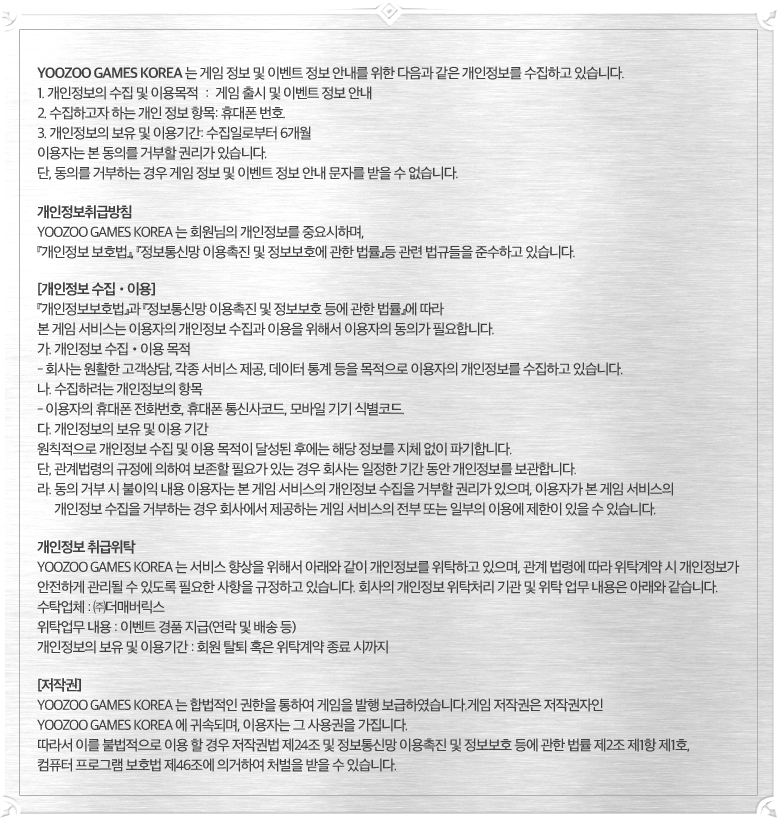 YOOZOO GAMES KOREA 는 게임 정보 및 이벤트 정보 안내를 위한 다음과 같은 개인정보를 수집하고 있습니다.
1. 개인정보의 수집 및 이용목적 : 게임 출시 및 이벤트 정보 안내
2. 수집하고자 하는 개인 정보 항목: 휴대폰 번호
3. 개인정보의 보유 및 이용기간: 수집일로부터 6개월
이용자는 본 동의를 거부할 권리가 있습니다.
단, 동의를 거부하는 경우 게임 정보 및 이벤트 정보 안내 문자를 받을 수 없습니다.
개인정보취급방침
YOOZOO GAMES KOREA 는 회원님의 개인정보를 중요시하며,
『개인정보 보호법』, 『정보통신망 이용촉진 및 정보보호에 관한 법률』등 관련 법규들을 준수하고 있습니다.
[개인정보 수집・이용]
『개인정보보호법』과 『정보통신망 이용촉진 및 정보보호 등에 관한 법률』에 따라
본 게임 서비스는 이용자의 개인정보 수집과 이용을 위해서 이용자의 동의가 필요합니다.
가. 개인정보 수집・이용 목적
- 회사는 원활한 고객상담, 각종 서비스 제공, 데이터 통계 등을 목적으로 이용자의 개인정보를 수집하고 있습니다.
나. 수집하려는 개인정보의 항목
- 이용자의 휴대폰 전화번호, 휴대폰 통신사코드, 모바일 기기 식별코드
다. 개인정보의 보유 및 이용 기간
원칙적으로 개인정보 수집 및 이용 목적이 달성된 후에는 해당 정보를 지체 없이 파기합니다.
단, 관계법령의 규정에 의하여 보존할 필요가 있는 경우 회사는 일정한 기간 동안 개인정보를 보관합니다.
라. 동의 거부 시 불이익 내용 이용자는 본 게임 서비스의 개인정보 수집을 거부할 권리가 있으며, 이용자가 본 게임 서비스의
개인정보 수집을 거부하는 경우 회사에서 제공하는 게임 서비스의 전부 또는 일부의 이용에 제한이 있을 수 있습니다.
개인정보 취급위탁
YOOZOO GAMES KOREA 는 서비스 향상을 위해서 아래와 같이 개인정보를 위탁하고 있으며, 관계 법령에 따라 위탁계약 시 개인정보가
안전하게 관리될 수 있도록 필요한 사항을 규정하고 있습니다. 회사의 개인정보 위탁처리 기관 및 위탁 업무 내용은 아래와 같습니다.
수탁업체 : ㈜더매버릭스
위탁업무 내용 : 이벤트 경품 지급(연락 및 배송 등)
개인정보의 보유 및 이용기간 : 회원 탈퇴 혹은 위탁계약 종료 시까지
[저작권]
YOOZOO GAMES KOREA 는 합법적인 권한을 통하여 게임을 발행 보급하였습니다.게임 저작권은 저작권자인
YOOZOO GAMES KOREA 에 귀속되며, 이용자는 그 사용권을 가집니다.
따라서 이를 불법적으로 이용 할 경우 저작권법 제24조 및 정보통신망 이용촉진 및 정보보호 등에 관한 법률 제2조 제1항 제1호,
컴퓨터 프로그램 보호법 제46조에 의거하여 처벌을 받을 수 있습니다.